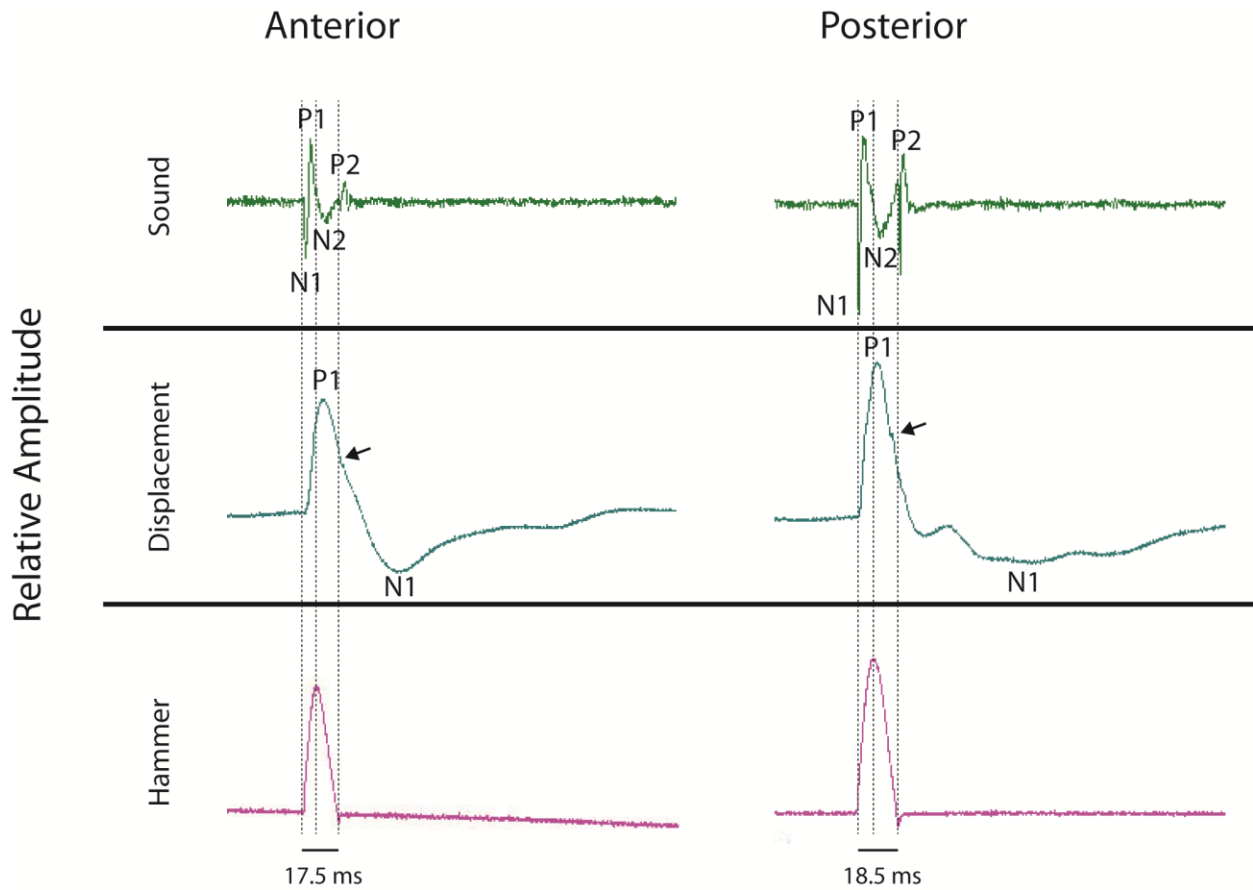 Anterior
Posterior
Relative Amplitude
Sound
P1
P2
N2
N1
P1
P2
N2
N1
Displacement
P1
N1
P1
N1
Hammer
17.5 ms
18.5 ms